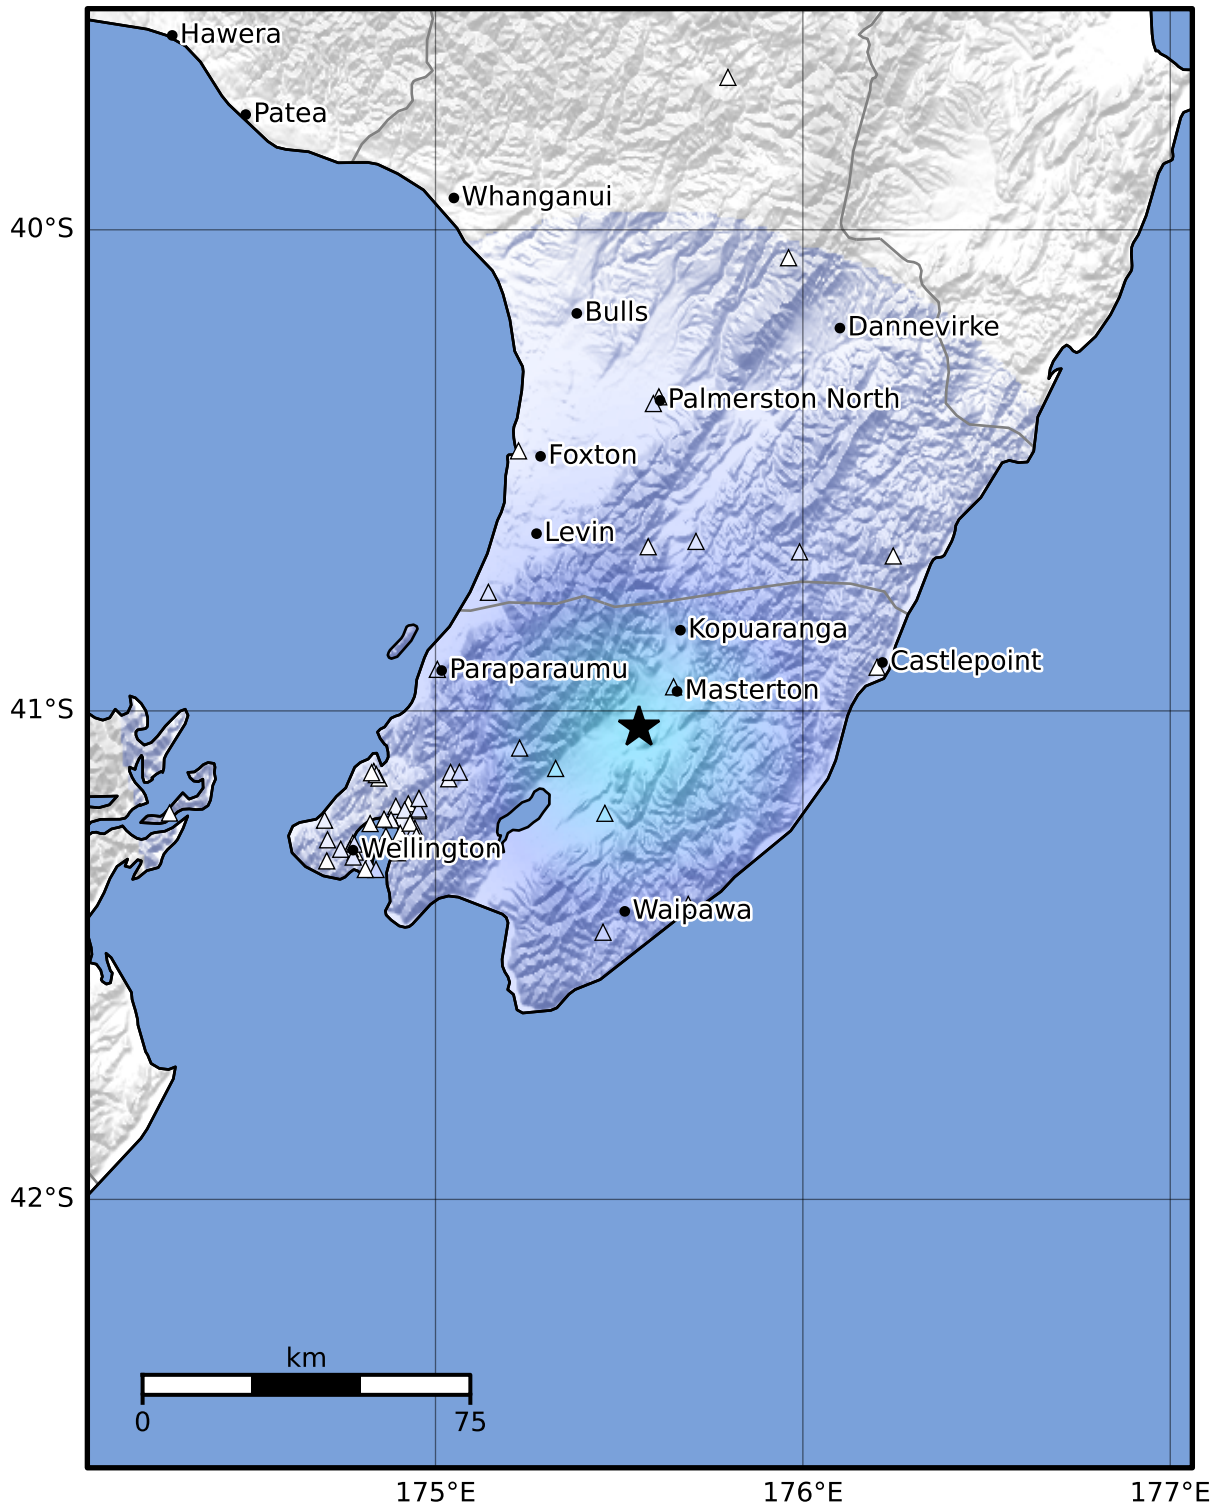 Hawera
Patea
Whanganui
40°S
Bulls
Dannevirke
Palmerston North
Foxton
Levin
Kopuaranga
Castlepoint
Paraparaumu
Masterton
41°S
Wellington
Waipawa
42°S
km
0 75
175°E 176°E 177°E